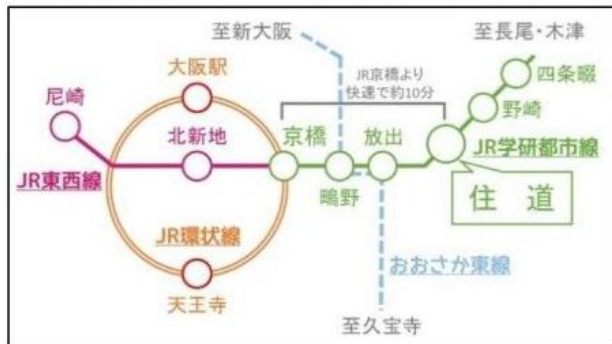 至新大阪
至長尾・木津
大阪駅
JR京橋より
快速で約10分
四条畷
尼崎
野崎
北新地
京橋
放出
JR学研都市線
JR東西線
鴫野
住道
JR環状線
おおさか東線
天王寺
至久宝寺